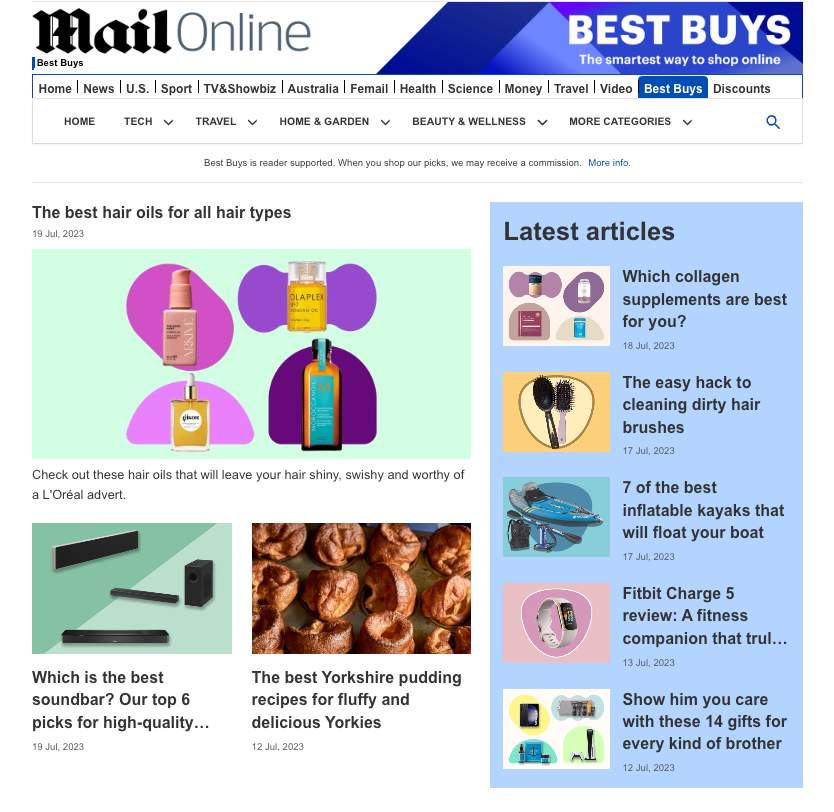 Mail Online
BEST BUYS
The smartest way to shop online
Best Buys
Home News U.S. Sport TV&Showbiz Australia Femail Health Science Money Travel Video Best Buys Discounts
HOME TECH TRAVEL HOME & GARDEN BEAUTY & WELLNESS MORE CATEGORIES
Best Buys is reader supported. When you shop our picks, we may receive a commission. More info.
The best hair oils for all hair types
19 Jul, 2023
OLAPLEX
ARKIVE
gisou
MOROCCANOIL
Check out these hair oils that will leave your hair shiny, swishy and worthy of
a L'Oréal advert.
Which is the best
soundbar? Our top 6
picks for high-quality…
19 Jul, 2023
The best Yorkshire pudding
recipes for fluffy and
delicious Yorkies
12 Jul, 2023
Latest articles
Which collagen
supplements are best
for you?
18 Jul, 2023
The easy hack to
cleaning dirty hair
brushes
17 Jul, 2023
7 of the best
inflatable kayaks that
will float your boat
17 Jul, 2023
Fitbit Charge 5
review: A fitness
companion that trul…
13 Jul, 2023
Show him you care
with these 14 gifts for
every kind of brother
12 Jul, 2023